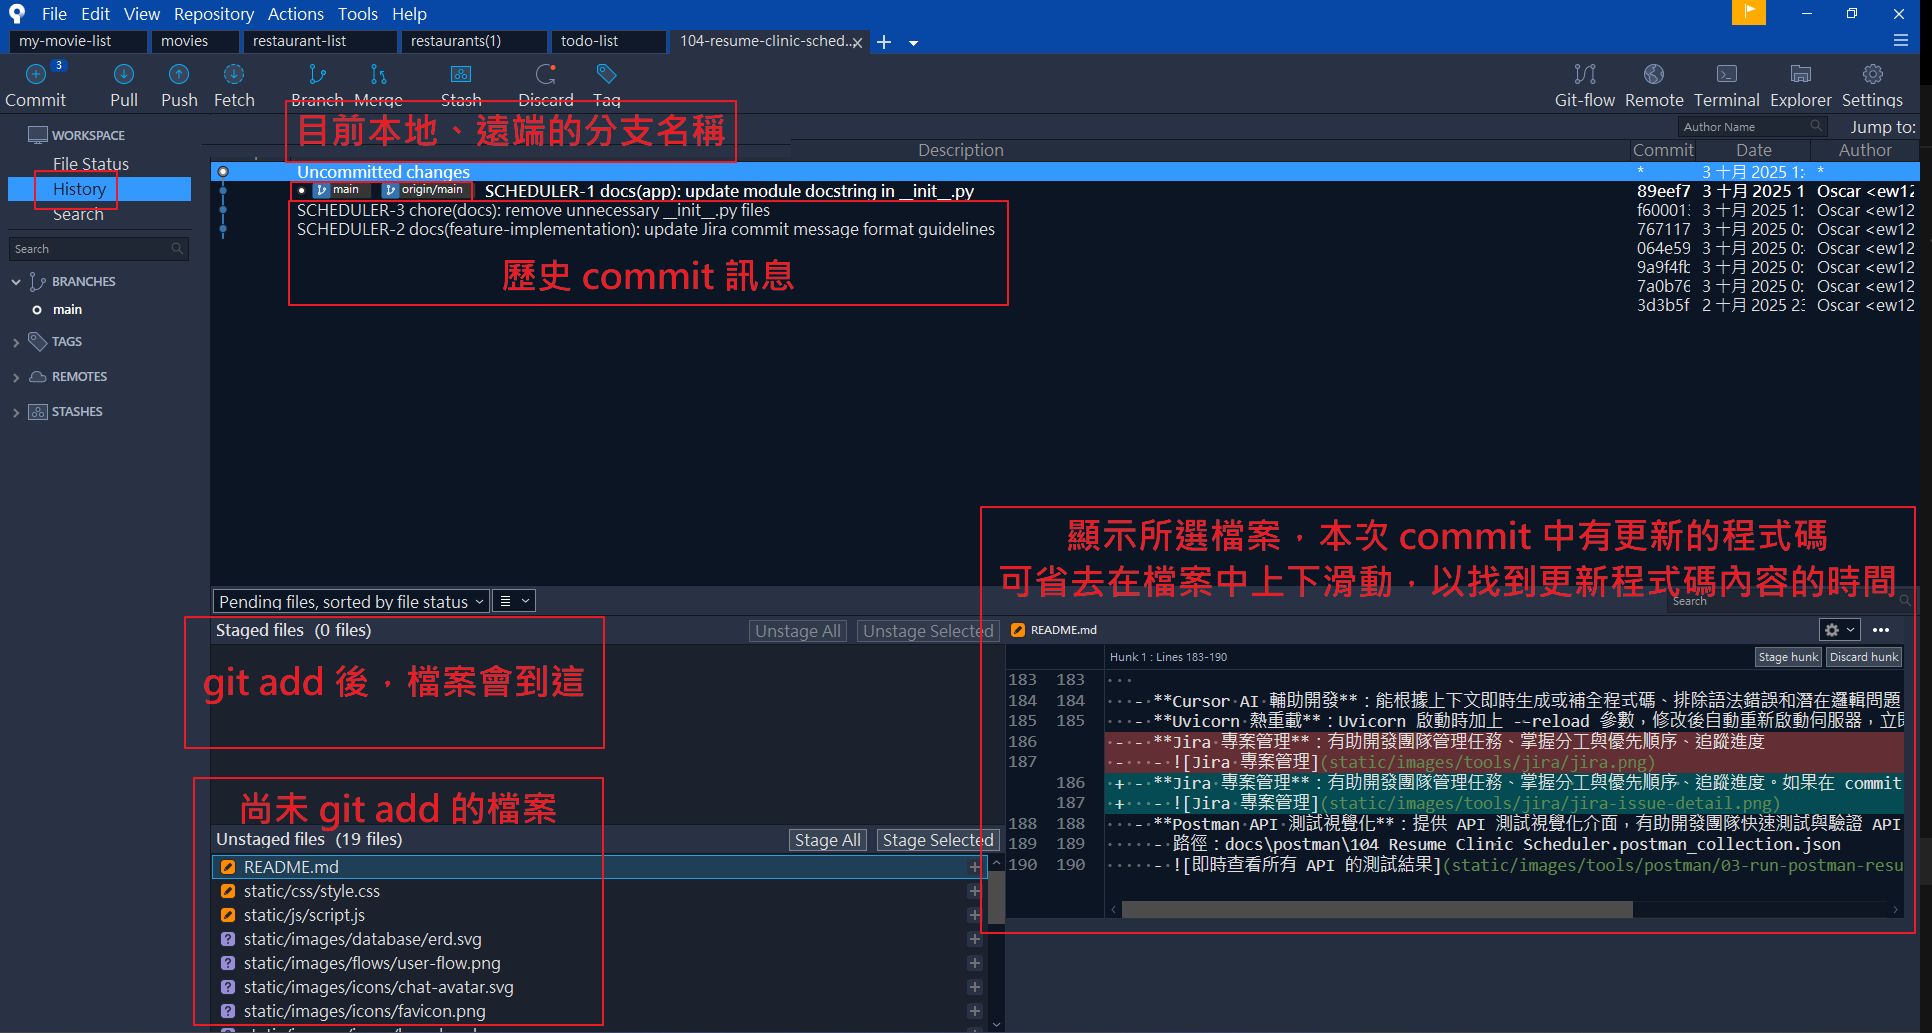 File Edit View Repository Actions Tools Help
my-movie-list movies restaurant-list restaurants(1) todo-list 104-resume-clinic-sched...
3
Commit Pull Push Fetch Branch Merge Stash Discard Tag Git-flow Remote Terminal Explorer Settings
目前本地、遠端的分支名稱
Author Name Jump to:
Description Commit Date Author
WORKSPACE
File Status
History
Search
Search
BRANCHES
main
TAGS
REMOTES
STASHES
Uncommitted changes * 3 十月 2025 1: *
main origin/main SCHEDULER-1 docs(app): update module docstring in __init__.py 89eef7 3 十月 2025 1 Oscar <ew12
SCHEDULER-3 chore(docs): remove unnecessary __init__.py files f60001 3 十月 2025 1: Oscar <ew12
SCHEDULER-2 docs(feature-implementation): update Jira commit message format guidelines 767117 3 十月 2025 0: Oscar <ew12
064e59 3 十月 2025 0: Oscar <ew12
9a9f4fb 3 十月 2025 0: Oscar <ew12
7a0b76 3 十月 2025 0: Oscar <ew12
3d3b5f 2 十月 2025 23 Oscar <ew12
歷史 commit 訊息
顯示所選檔案，本次 commit 中有更新的程式碼
可省去在檔案中上下滑動，以找到更新程式碼內容的時間
Pending files, sorted by file status
Search
Staged files (0 files) Unstage All Unstage Selected
git add 後，檔案會到這
尚未 git add 的檔案
Unstaged files (19 files) Stage All Stage Selected
README.md
static/css/style.css
static/js/script.js
static/images/database/erd.svg
static/images/flows/user-flow.png
static/images/icons/chat-avatar.svg
static/images/icons/favicon.png
README.md
Hunk 1 : Lines 183-190 Stage hunk Discard hunk
183 183
184 184 - **Cursor AI 輔助開發**：能根據上下文即時生成或補全程式碼、排除語法錯誤和潛在邏輯問題
185 185 - **Uvicorn 熱重載**：Uvicorn 啟動時加上 --reload 參數，修改後自動重新啟動伺服器，立即
186 - - **Jira 專案管理**：有助開發團隊管理任務、掌握分工與優先順序、追蹤進度
187 - - ![Jira 專案管理](static/images/tools/jira/jira.png)
186 + - **Jira 專案管理**：有助開發團隊管理任務、掌握分工與優先順序、追蹤進度。如果在 commit
187 + - ![Jira 專案管理](static/images/tools/jira/jira-issue-detail.png)
188 188 - **Postman API 測試視覺化**：提供 API 測試視覺化介面，有助開發團隊快速測試與驗證 API
189 189 - 路徑：docs\postman\104 Resume Clinic Scheduler.postman_collection.json
190 190 - ![即時查看所有 API 的測試結果](static/images/tools/postman/03-run-postman-resu